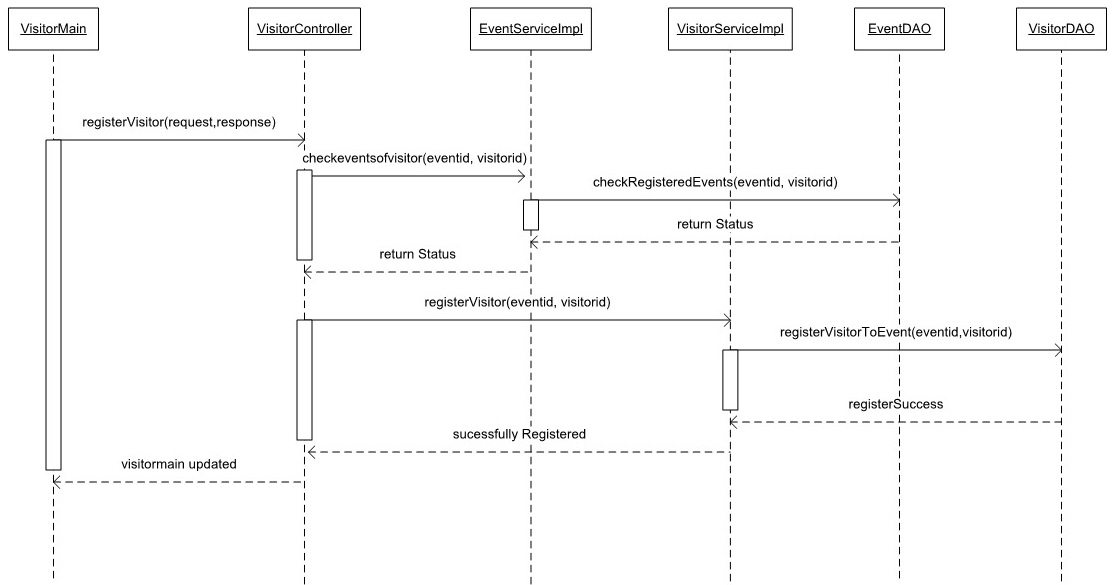 VisitorMain
VisitorController
EventServiceImpl
VisitorServiceImpl
EventDAO
VisitorDAO
registerVisitor(request,response)
checkeventsofvisitor(eventid, visitorid)
checkRegisteredEvents(eventid, visitorid)
return Status
return Status
registerVisitor(eventid, visitorid)
registerVisitorToEvent(eventid,visitorid)
registerSuccess
sucessfully Registered
visitormain updated